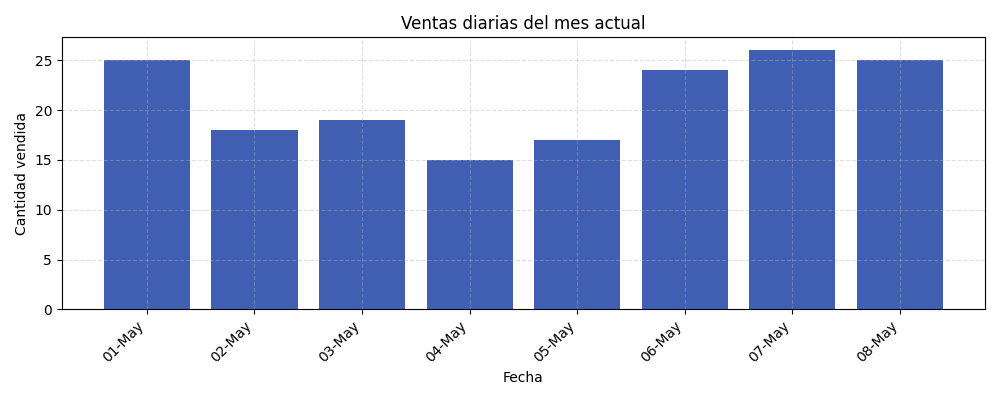 Ventas diarias del mes actual
Cantidad vendida
25
20
15
10
5
0
01-May
02-May
03-May
04-May
05-May
06-May
07-May
08-May
Fecha